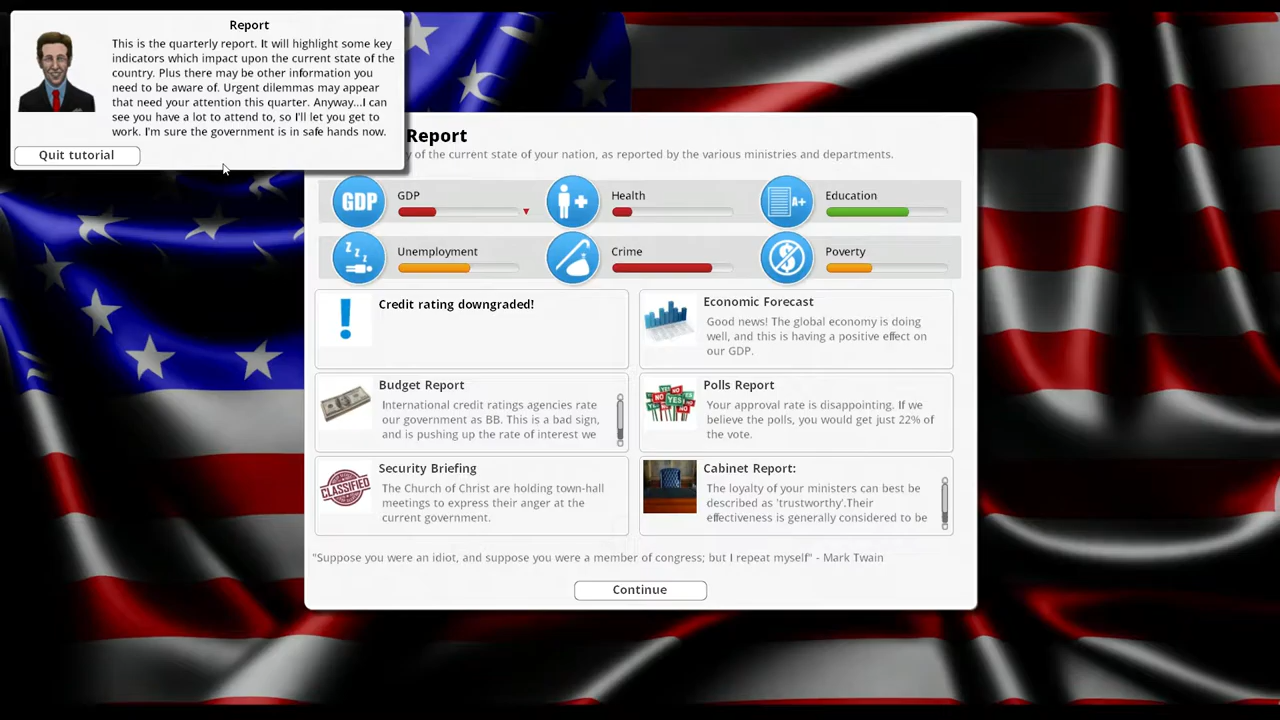 Report
This is the quarterly report. It will highlight some key
indicators which impact upon the current state of the
country. Plus there may be other information you
need to be aware of. Urgent dilemmas may appear
that need your attention this quarter. Anyway...I can
see you have a lot to attend to, so I'll let you get to
work. I'm sure the government is in safe hands now.
Quit tutorial
Report
of the current state of your nation, as reported by the various ministries and departments.
GDP
GDP
Health
A+
Education
Z Z Z
Unemployment
Crime
Poverty
Credit rating downgraded!
Economic Forecast
Good news! The global economy is doing
well, and this is having a positive effect on
our GDP.
Budget Report
International credit ratings agencies rate
our government as BB. This is a bad sign,
and is pushing up the rate of interest we
YES
NO
YES
NO
Polls Report
Your approval rate is disappointing. If we
believe the polls, you would get just 22% of
the vote.
CLASSIFIED
Security Briefing
The Church of Christ are holding town-hall
meetings to express their anger at the
current government.
Cabinet Report:
The loyalty of your ministers can best be
described as 'trustworthy'.Their
effectiveness is generally considered to be
"Suppose you were an idiot, and suppose you were a member of congress; but I repeat myself" - Mark Twain
Continue